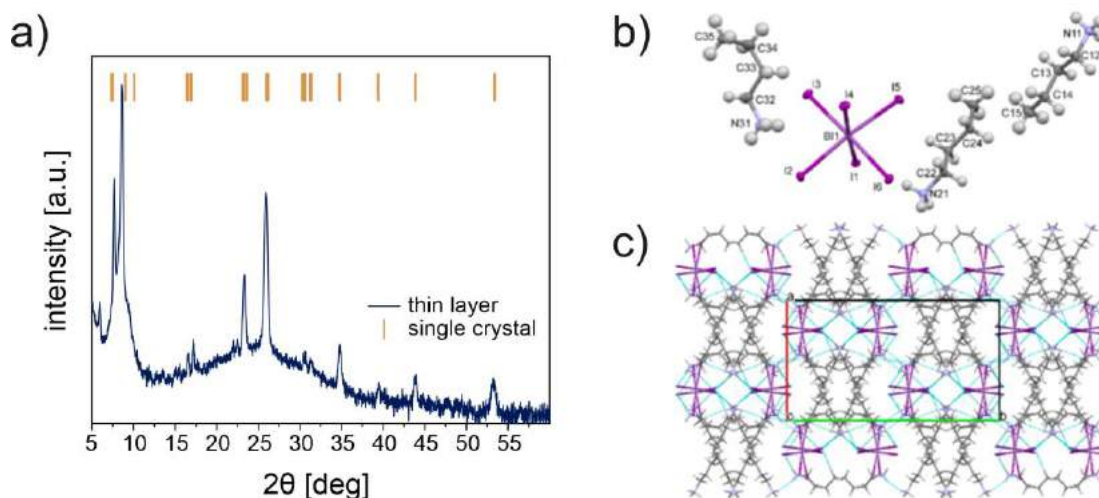 a)
intensity [a.u.]
thin layer
single crystal
5 10 15 20 25 30 35 40 45 50 55
2θ [deg]
b)
C35
C34
C33
C32
N31
I3
I4
I5
BI1
I2
I1
I6
C25
C24
C23
C22
N21
N11
C12
C13
C14
C15
c)